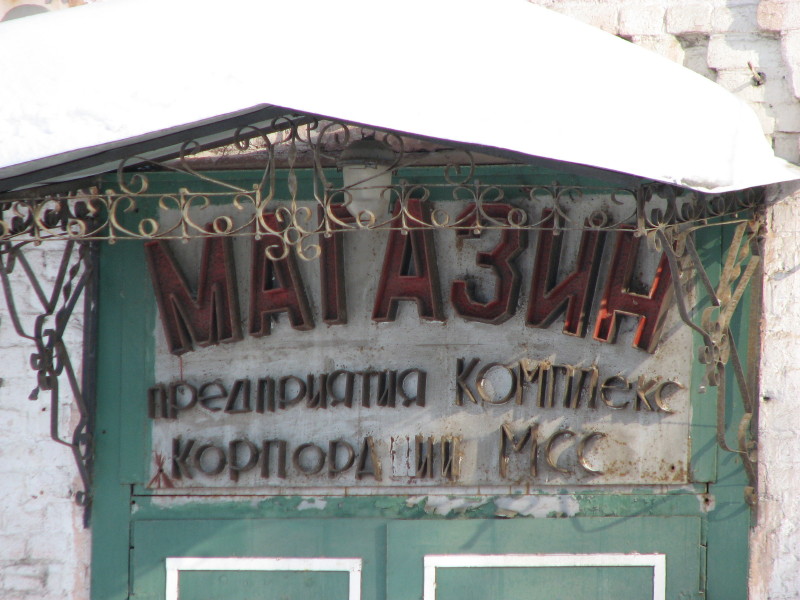 МАГАЗИН
предприятия Комплекс
Ж корпорации МСС